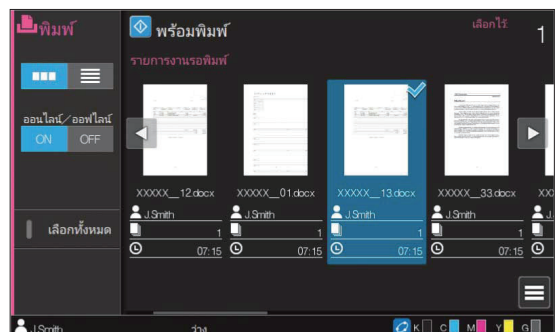 พิมพ์
พร้อมพิมพ์
เลือกไว้
1
รายการงานรอพิมพ์
ออนไลน์/ออฟไลน์
ON OFF
เลือกทั้งหมด
XXXXX__12.docx
J.Smith
1
07:15
XXXXX__01.docx
J.Smith
1
07:15
XXXXX__13.docx
J.Smith
1
07:15
XXXXX__33.docx
J.Smith
1
07:15
XXX
J.
J.Smith
ว่าง
K C M Y G